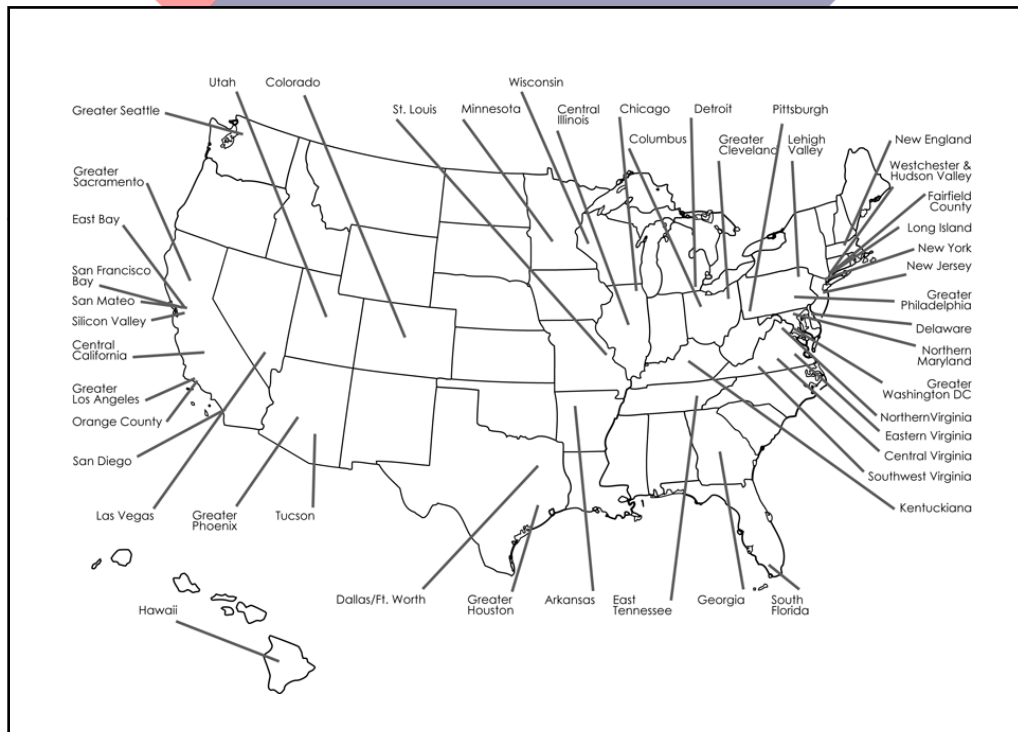 Utah
Colorado
Wisconsin
Greater Seattle
St. Louis
Minnesota
Central
Illinois
Chicago
Detroit
Pittsburgh
Columbus
Greater
Cleveland
Lehigh
Valley
New England
Westchester &
Hudson Valley
Fairfield
County
Long Island
New York
New Jersey
Greater
Philadelphia
Delaware
Northern
Maryland
Greater
Washington DC
NorthernVirginia
Eastern Virginia
Central Virginia
Southwest Virginia
Kentuckiana
Greater
Sacramento
East Bay
San Francisco
Bay
San Mateo
Silicon Valley
Central
California
Greater
Los Angeles
Orange County
San Diego
Las Vegas
Greater
Phoenix
Tucson
Hawaii
Dallas/Ft. Worth
Greater
Houston
Arkansas
East
Tennessee
Georgia
South
Florida